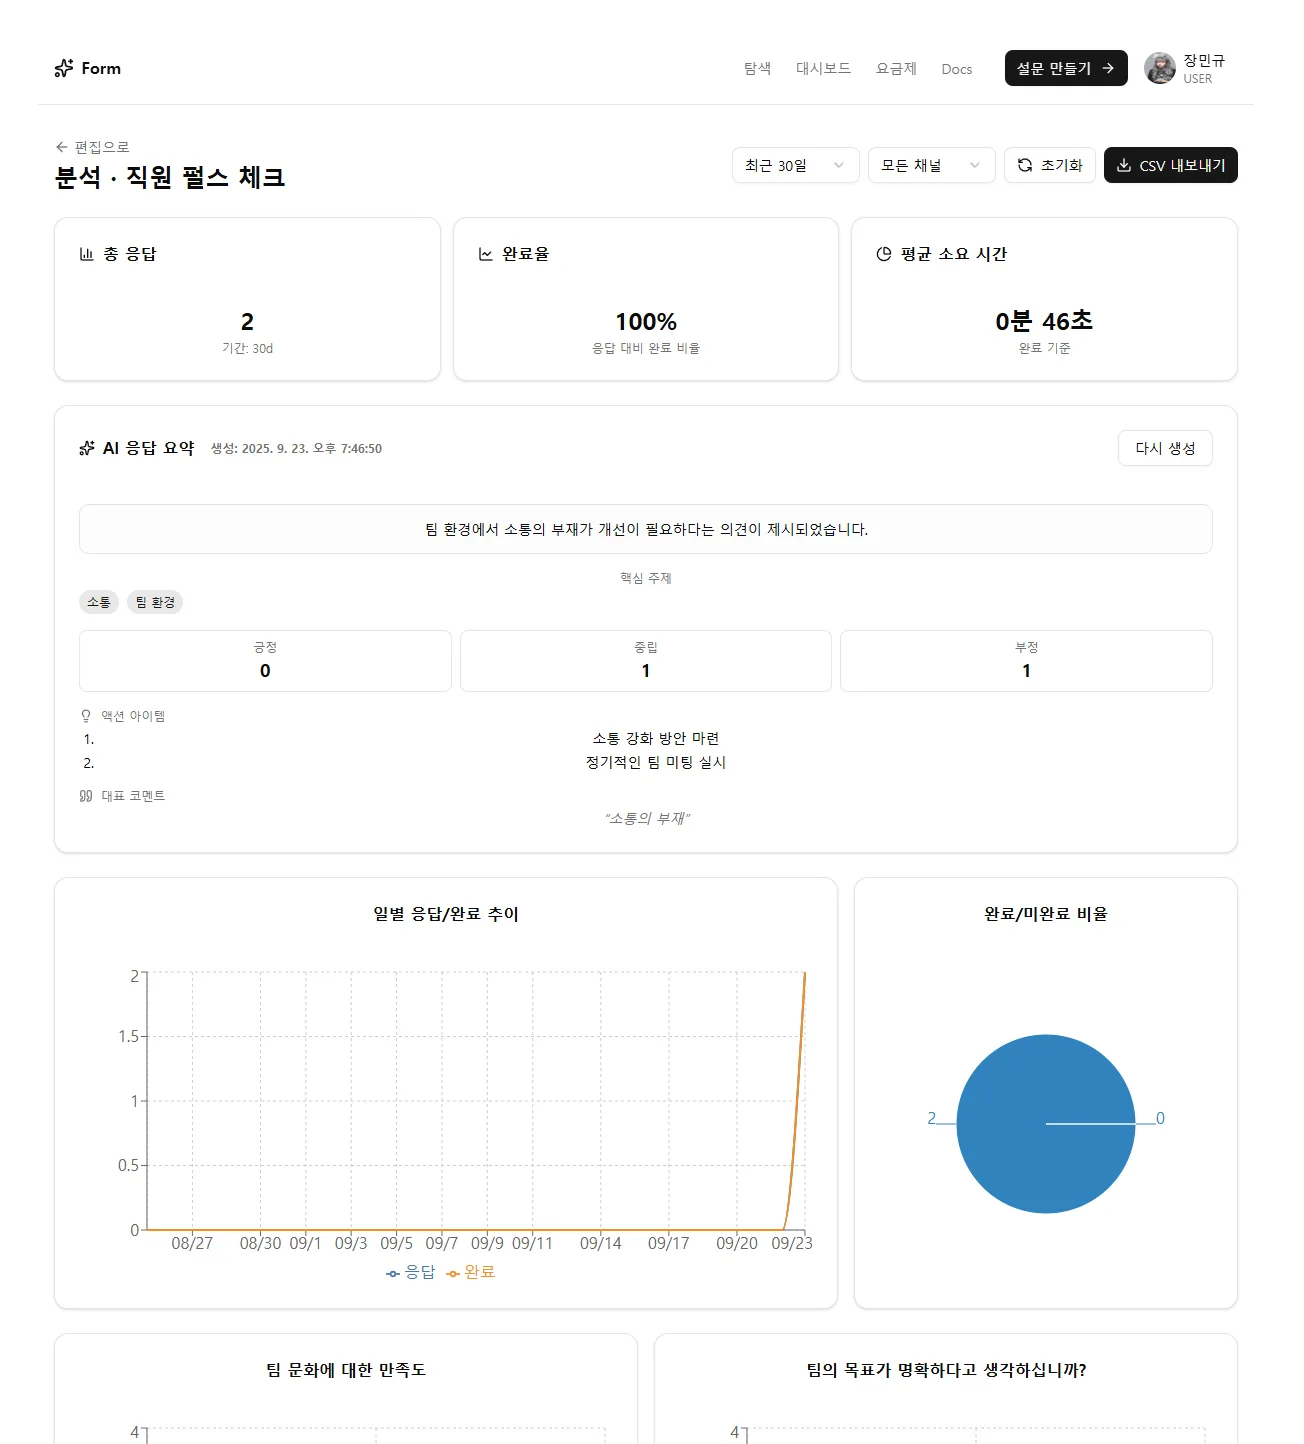 Form
탐색 대시보드 요금제 Docs 설문 만들기 → 장민규
USER
← 편집으로
분석 · 직원 펄스 체크
최근 30일 모든 채널 초기화 CSV 내보내기
총 응답
2
기간: 30d
완료율
100%
응답 대비 완료 비율
평균 소요 시간
0분 46초
완료 기준
AI 응답 요약 생성: 2025. 9. 23. 오후 7:46:50 다시 생성
팀 환경에서 소통의 부재가 개선이 필요하다는 의견이 제시되었습니다.
핵심 주제
소통 팀 환경
긍정
0
중립
1
부정
1
액션 아이템
1. 소통 강화 방안 마련
2. 정기적인 팀 미팅 실시
대표 코멘트
“소통의 부재”
일별 응답/완료 추이
2
1.5
1
0.5
0
08/27 08/30 09/1 09/3 09/5 09/7 09/9 09/11 09/14 09/17 09/20 09/23
응답 완료
완료/미완료 비율
2 0
팀 문화에 대한 만족도
4
팀의 목표가 명확하다고 생각하십니까?
4